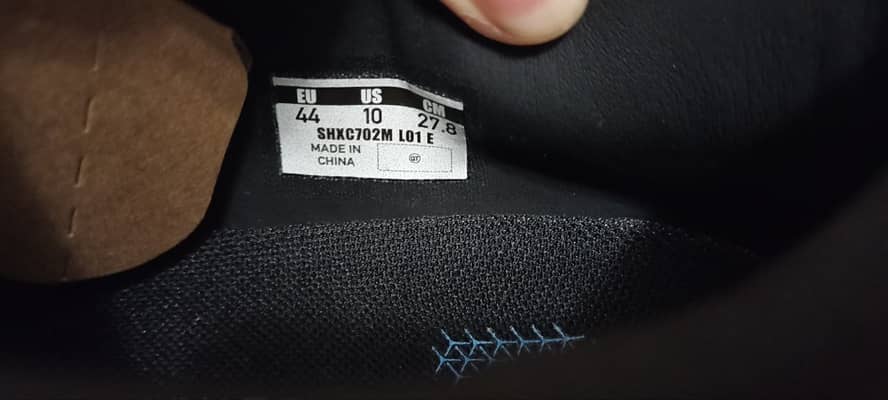 EU US CM
44 10 27.8
SHXC702M L01 E
MADE IN
CHINA